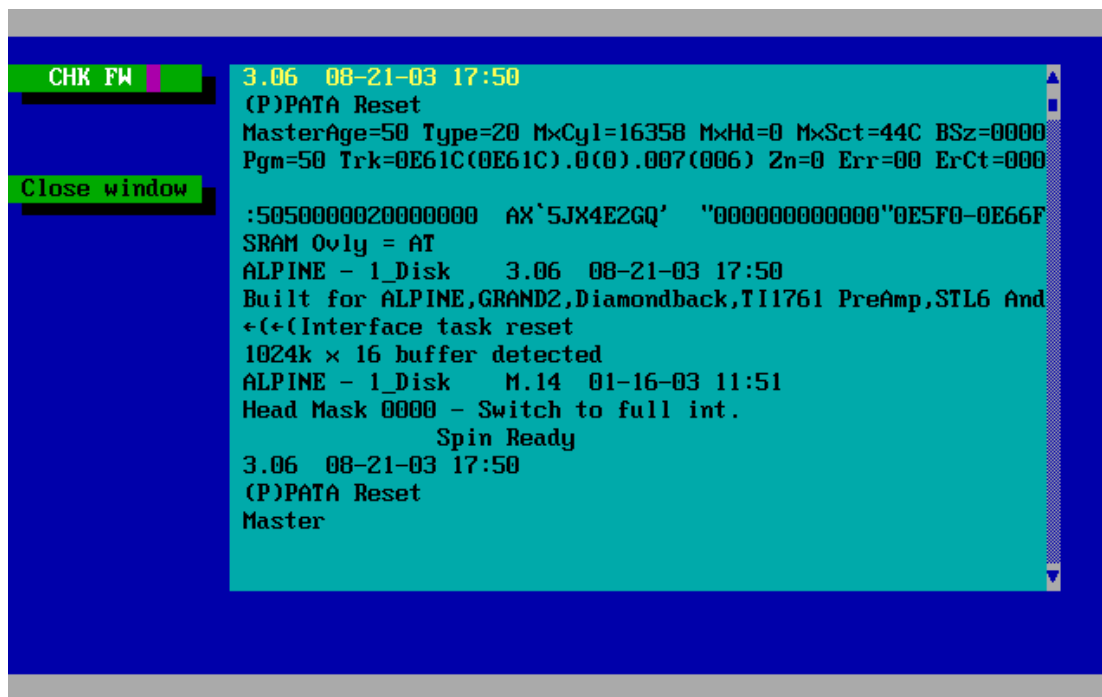 CHK FW
Close window
3.06 08-21-03 17:50
(P)PATA Reset
MasterAge=50 Type=20 MxCyl=16358 MxHd=0 MxSct=44C BSz=0000
Pgm=50 Trk=0E61C(0E61C).0(0).007(006) Zn=0 Err=00 ErCt=000
:5050000020000000 AX`5JX4E2GQ' "000000000000"0E5F0-0E66F
SRAM Ovly = AT
ALPINE - 1_Disk 3.06 08-21-03 17:50
Built for ALPINE,GRAND2,Diamondback,TI1761 PreAmp,STL6 And
←(←(Interface task reset
1024k × 16 buffer detected
ALPINE - 1_Disk M.14 01-16-03 11:51
Head Mask 0000 - Switch to full int.
Spin Ready
3.06 08-21-03 17:50
(P)PATA Reset
Master